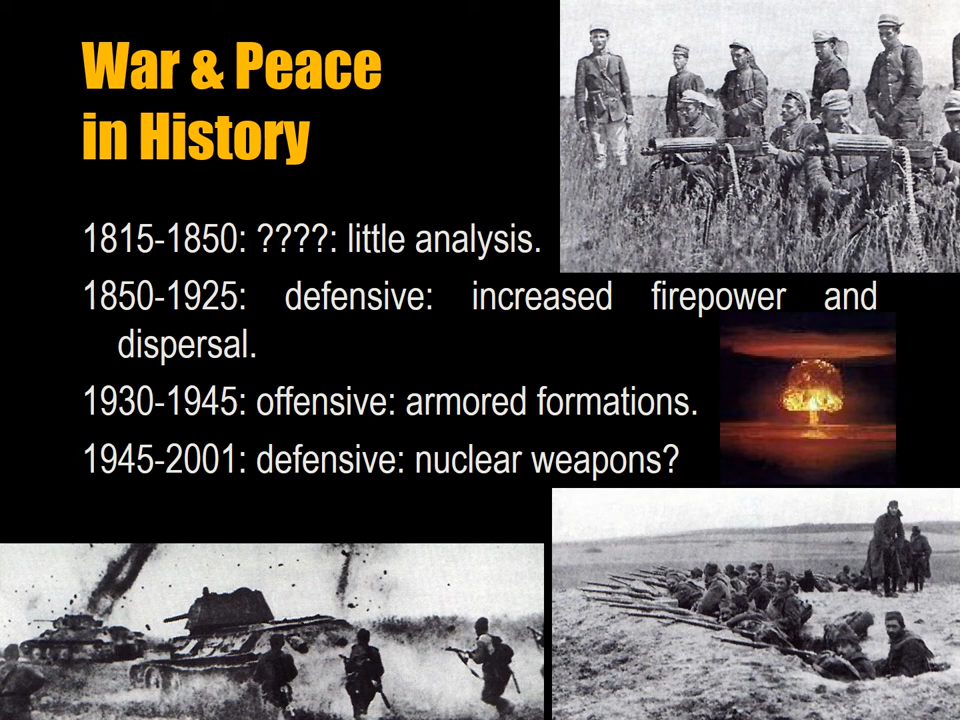 War & Peace
in History
1815-1850: ????: little analysis.
1850-1925: defensive: increased firepower and
dispersal.
1930-1945: offensive: armored formations.
1945-2001: defensive: nuclear weapons?